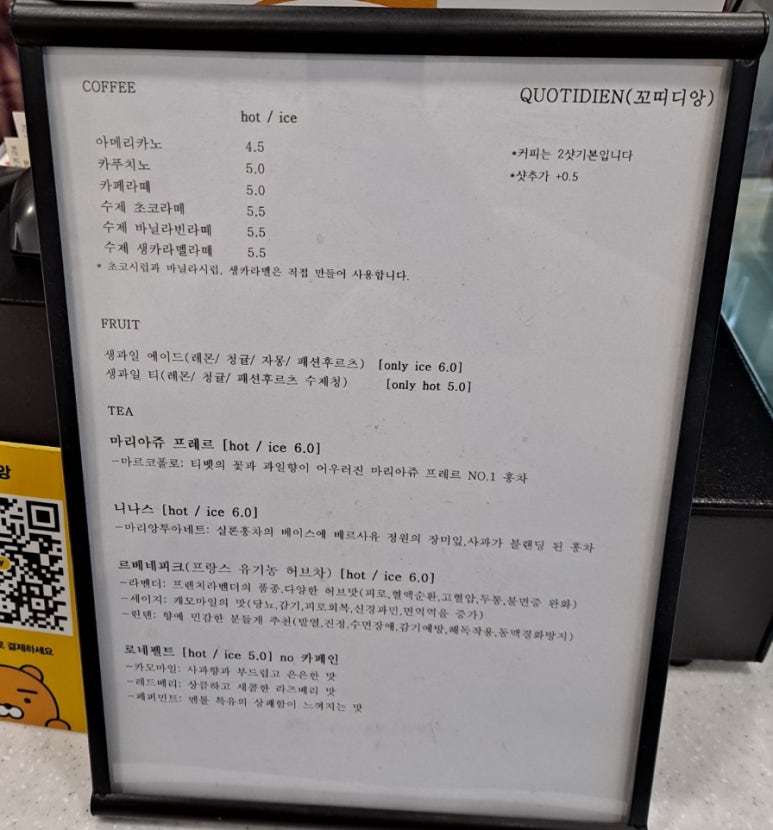 COFFEE
QUOTIDIEN(꼬띠디앙)
hot / ice
아메리카노 4.5
*커피는 2샷기본입니다
카푸치노 5.0
*샷추가 +0.5
카페라떼 5.0
수제 초코라떼 5.5
수제 바닐라빈라떼 5.5
수제 생카라멜라떼 5.5
* 초코시럽과 바닐라시럽, 생카라멜은 직접 만들어 사용합니다.
FRUIT
생과일 에이드(레몬/ 청귤/ 자몽/ 패션후르츠) [only ice 6.0]
생과일 티(레몬/ 청귤/ 패션후르츠 수제청) [only hot 5.0]
TEA
마리아쥬 프레르 [hot / ice 6.0]
-마르코폴로: 티벳의 꽃과 과일향이 어우러진 마리아쥬 프레르 NO.1 홍차
니나스 [hot / ice 6.0]
-마리앙투아네트: 실론홍차의 베이스에 베르사유 정원의 장미잎,사과가 블랜딩 된 홍차
르베네피크(프랑스 유기농 허브차) [hot / ice 6.0]
-라벤더: 프렌치라벤더의 품종,다양한 허브맛(피로,혈액순환,고혈압,두통,불면증 완화)
-세이지: 캐모마일의 맛(당뇨,감기,피로회복,신경과민,면역역을 증가)
-린덴: 향에 민감한 분들게 추천(발열,진정,수면장애,감기예방,해독작용,동맥경화방지)
로네펠트 [hot / ice 5.0] no 카페인
-카모마일: 사과향과 부드럽고 은은한 맛
-레드베리: 상큼하고 새콤한 라즈베리 맛
-페퍼민트: 멘톨 특유의 상쾌함이 느껴지는 맛
앙
로 결제하세요